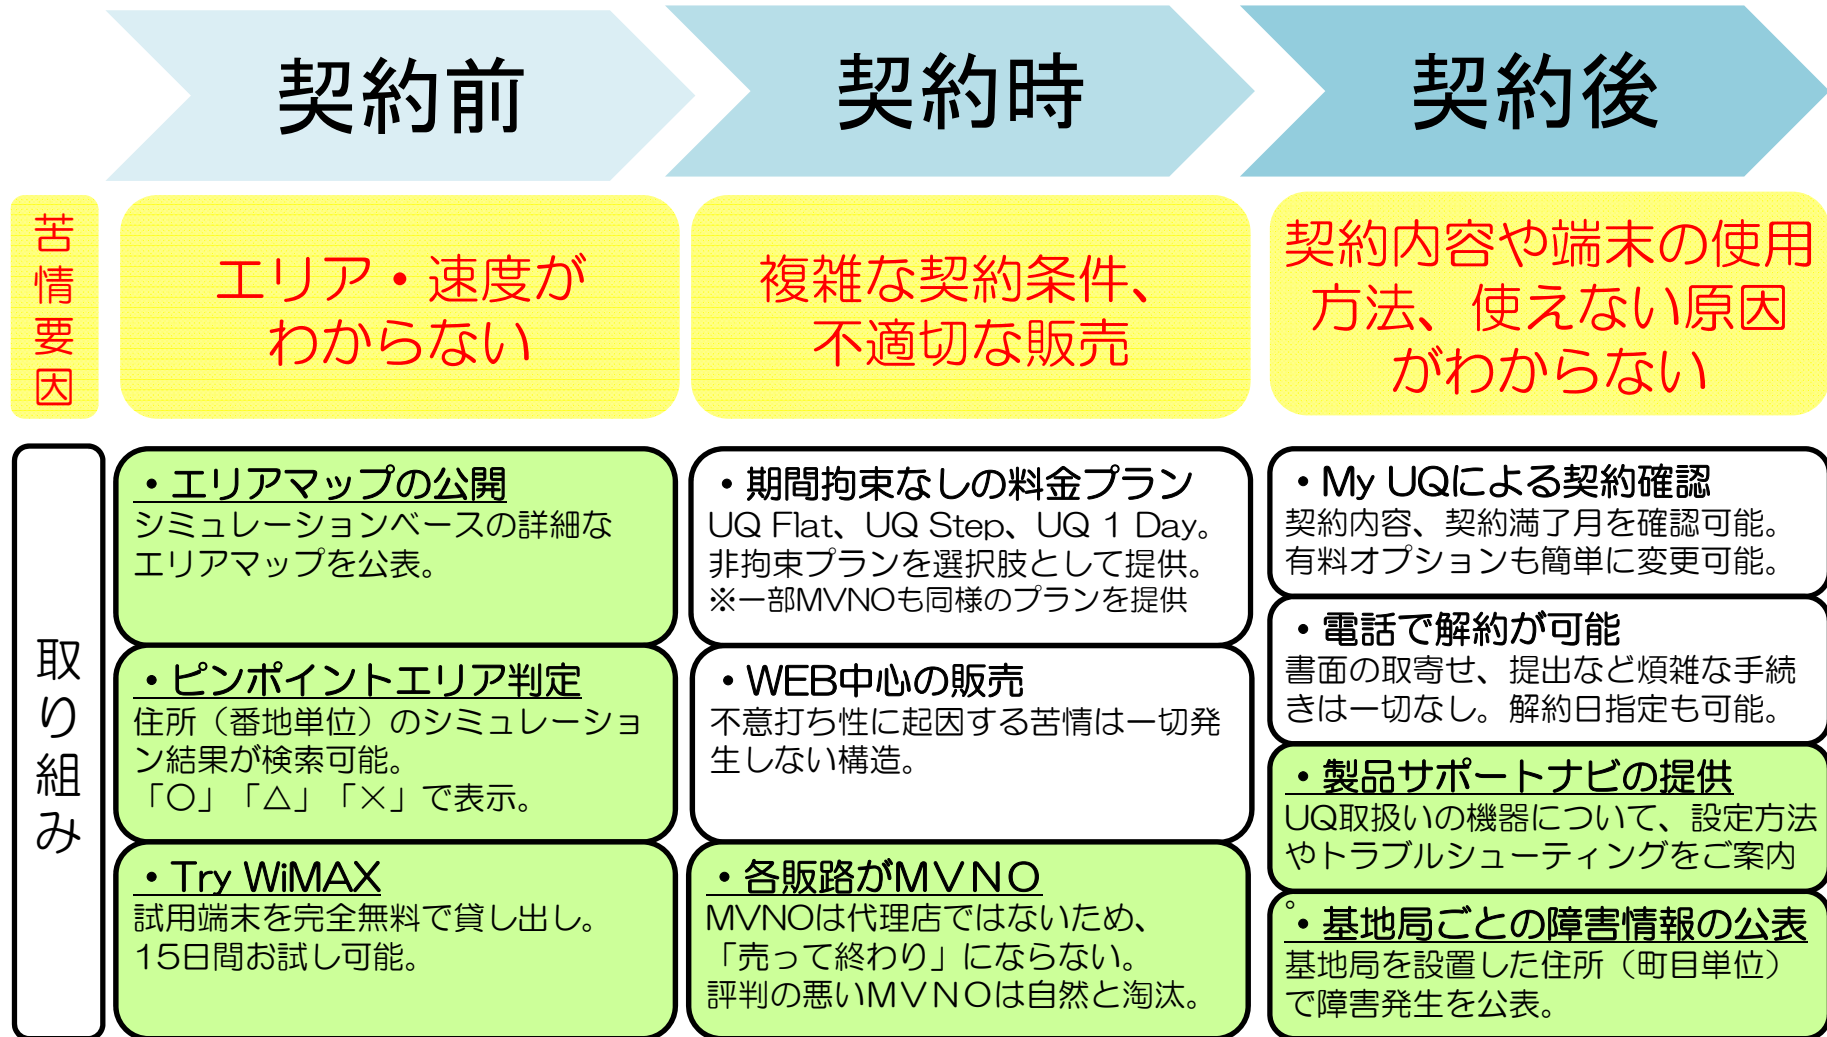 契約前
契約時
契約後
苦情要因
エリア・速度が
わからない
複雑な契約条件、
不適切な販売
契約内容や端末の使用
方法、使えない原因
がわからない
取り組み
・エリアマップの公開
シミュレーションベースの詳細な
エリアマップを公表。
・ピンポイントエリア判定
住所（番地単位）のシミュレーショ
ン結果が検索可能。
「〇」「△」「×」で表示。
・Try WiMAX
試用端末を完全無料で貸し出し。
15日間お試し可能。
・期間拘束なしの料金プラン
UQ Flat、UQ Step、UQ 1 Day。
非拘束プランを選択肢として提供。
※一部MVNOも同様のプランを提供
・WEB中心の販売
不意打ち性に起因する苦情は一切発
生しない構造。
・各販路がMVNO
MVNOは代理店ではないため、
「売って終わり」にならない。
評判の悪いMVNOは自然と淘汰。
・My UQによる契約確認
契約内容、契約満了月を確認可能。
有料オプションも簡単に変更可能。
・電話で解約が可能
書面の取寄せ、提出など煩雑な手続
きは一切なし。解約日指定も可能。
・製品サポートナビの提供
UQ取扱いの機器について、設定方法
やトラブルシューティングをご案内
。
・基地局ごとの障害情報の公表
基地局を設置した住所（町目単位）
で障害発生を公表。